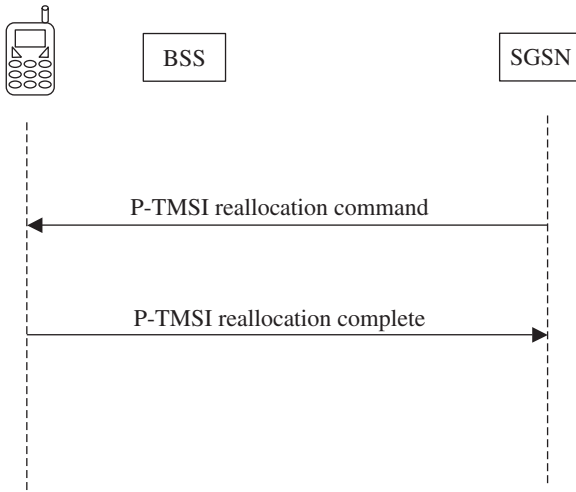 BSS
SGSN
P-TMSI reallocation command
P-TMSI reallocation complete